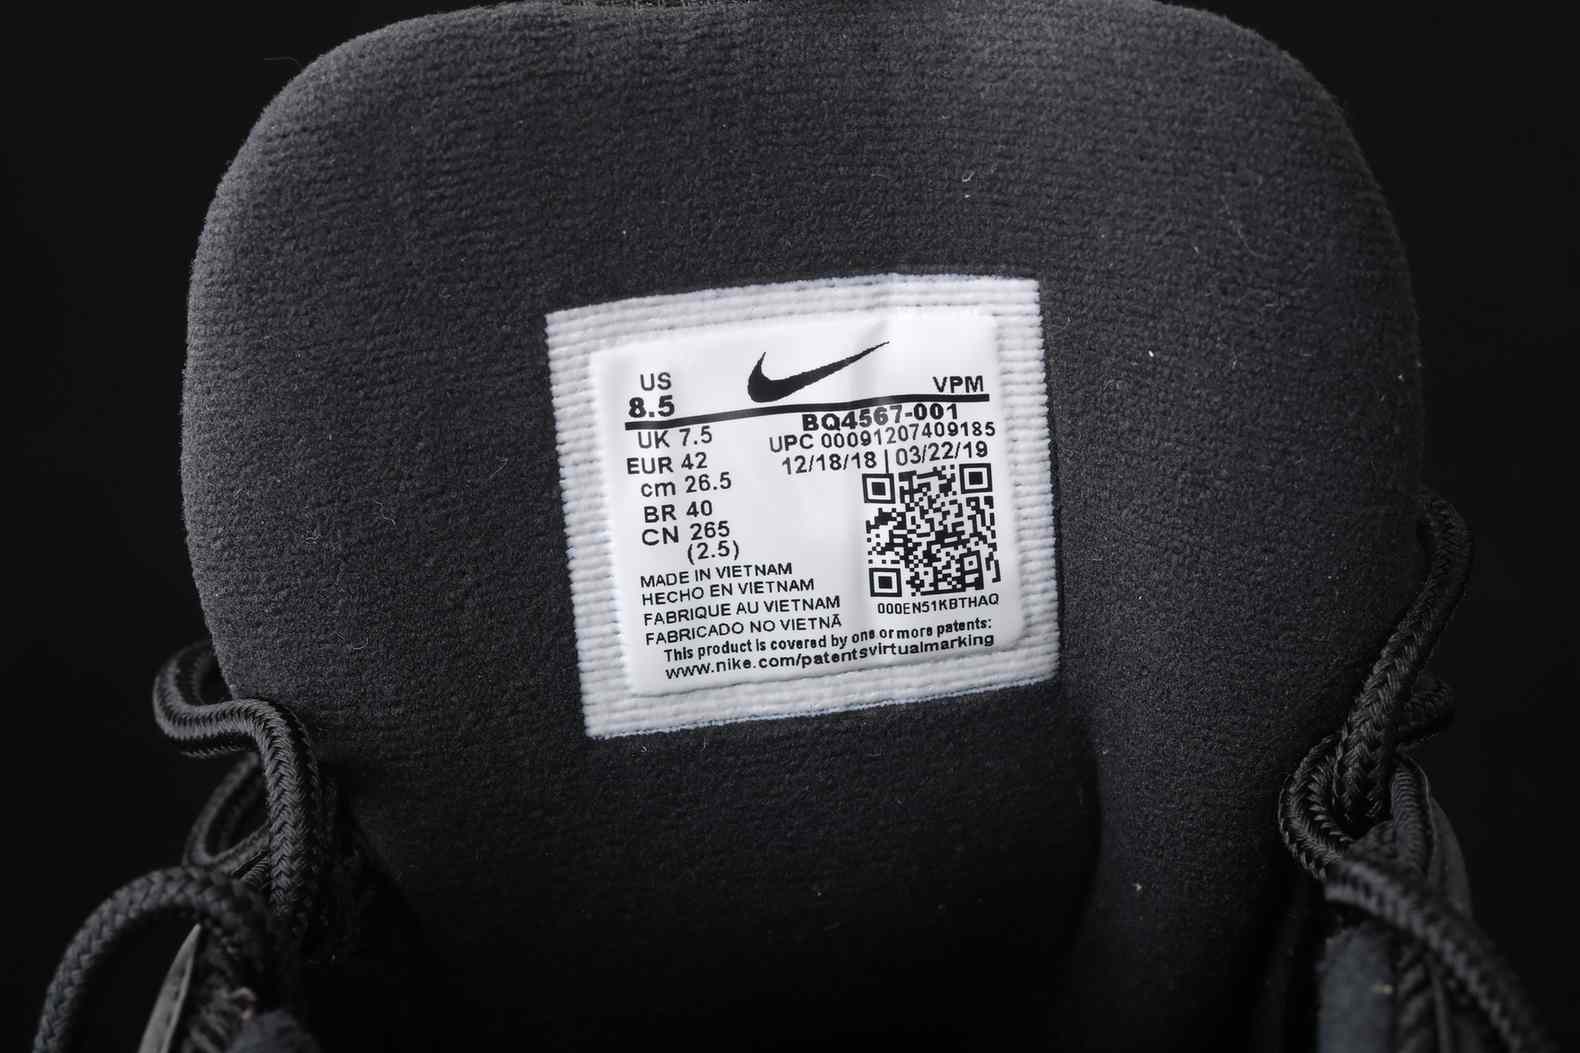 US
8.5
VPM
BQ4567-001
UK 7.5
UPC 00091207409185
EUR 42
12/18/18 | 03/22/19
cm 26.5
BR 40
CN 265
(2.5)
MADE IN VIETNAM
HECHO EN VIETNAM
FABRIQUE AU VIETNAM
FABRICADO NO VIETNÃ
000EN51KBTHAQ
This product is covered by one or more patents:
www.nike.com/patentsvirtualmarking